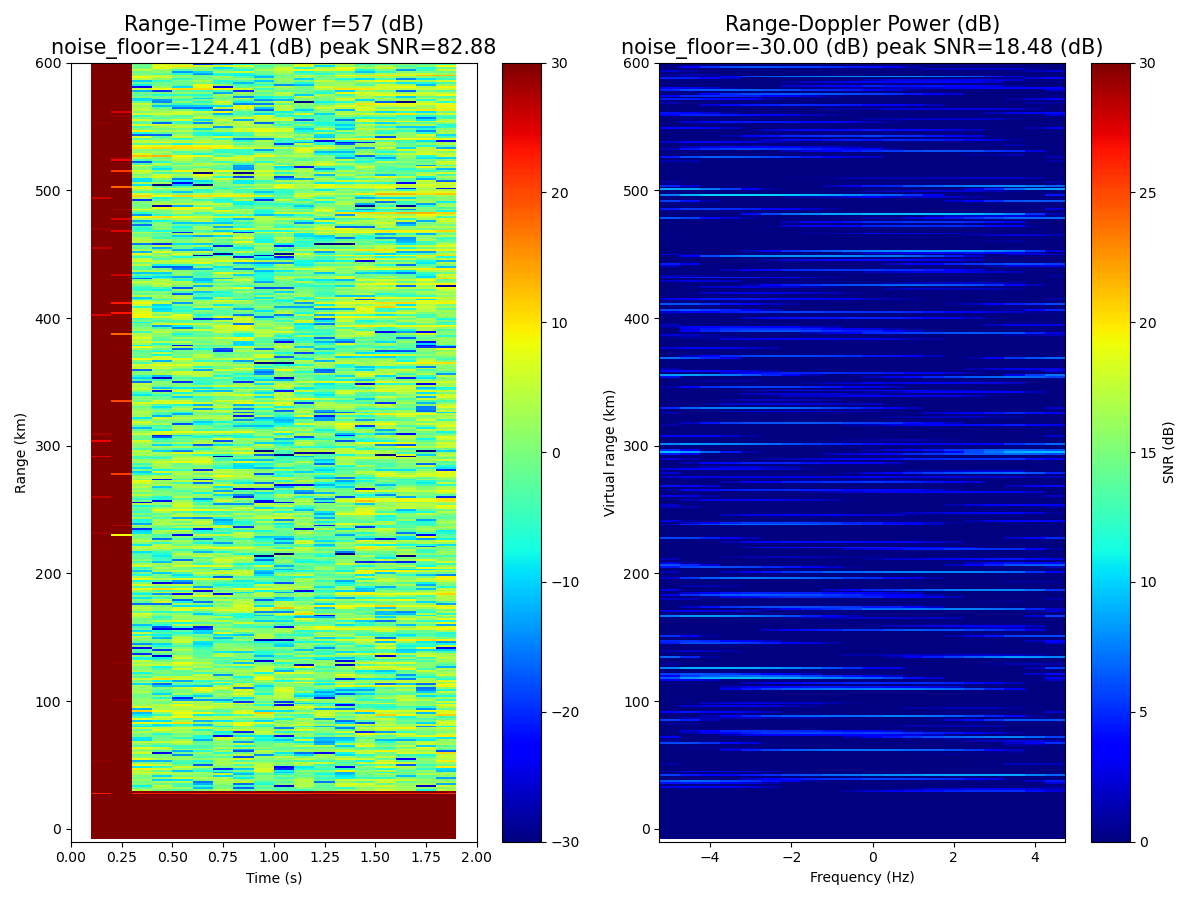 Range-Time Power f=57 (dB)
noise_floor=-124.41 (dB) peak SNR=82.88
Range-Doppler Power (dB)
noise_floor=-30.00 (dB) peak SNR=18.48 (dB)
600
500
400
300
200
100
0
Range (km)
0.00 0.25 0.50 0.75 1.00 1.25 1.50 1.75 2.00
Time (s)
30
20
10
0
−10
−20
−30
600
500
400
300
200
100
0
Virtual range (km)
−4 −2 0 2 4
Frequency (Hz)
30
25
20
15
10
5
0
SNR (dB)